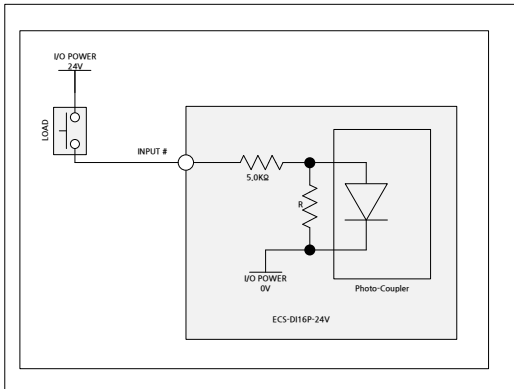 I/O POWER
24V
LOAD
INPUT #
5,0KΩ
R
I/O POWER
0V
Photo-Coupler
ECS-DI16P-24V